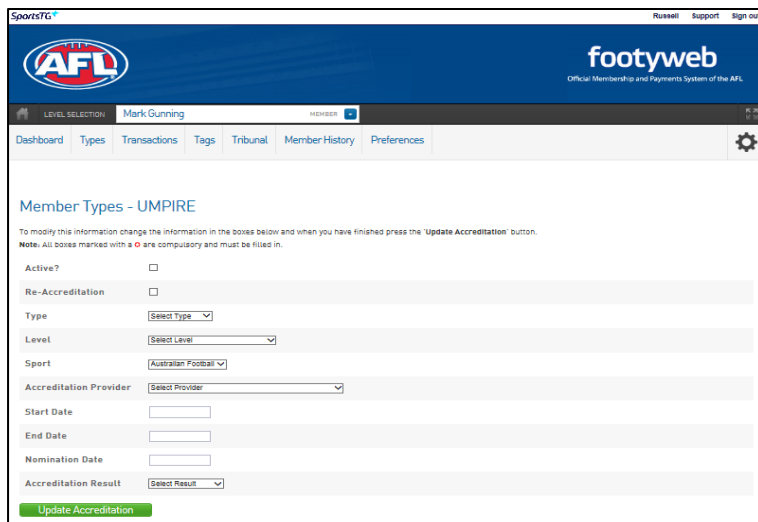 SportsTG
Russell Support Sign out
AFL
footyweb
Official Membership and Payments System of the AFL
LEVEL SELECTION Mark Gunning MEMBER
Dashboard Types Transactions Tags Tribunal Member History Preferences
Member Types - UMPIRE
To modify this information change the information in the boxes below and when you have finished press the 'Update Accreditation' button.
Note: All boxes marked with a O are compulsory and must be filled in.
Active?
Re-Accreditation
Type Select Type
Level Select Level
Sport Australian Football
Accreditation Provider Select Provider
Start Date
End Date
Nomination Date
Accreditation Result Select Result
Update Accreditation